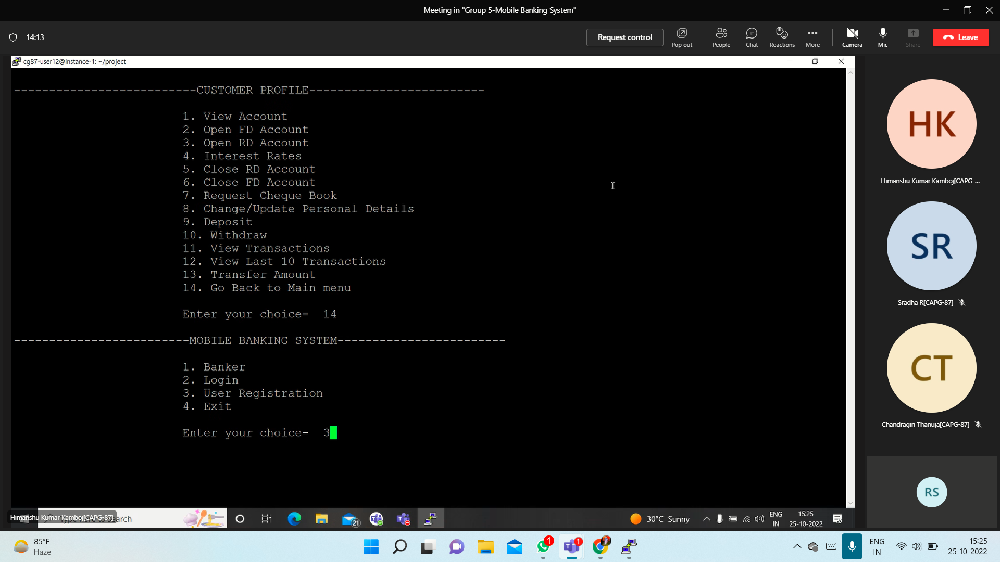 Meeting in "Group 5-Mobile Banking System"
14:13
Request control
Pop out
People
Chat
Reactions
More
Camera
Mic
Share
Leave
cg87-user12@instance-1: ~/project
--------------------------CUSTOMER PROFILE-------------------------
1. View Account
2. Open FD Account
3. Open RD Account
4. Interest Rates
5. Close RD Account
6. Close FD Account
7. Request Cheque Book
8. Change/Update Personal Details
9. Deposit
10. Withdraw
11. View Transactions
12. View Last 10 Transactions
13. Transfer Amount
14. Go Back to Main menu
Enter your choice-  14
-------------------------MOBILE BANKING SYSTEM------------------------
1. Banker
2. Login
3. User Registration
4. Exit
Enter your choice-  3
HK
Himanshu Kumar Kamboj[CAPG-...
SR
Sradha R[CAPG-87]
CT
Chandragiri Thanuja[CAPG-87]
RS
Himanshu Kumar Kamboj[CAPG-87]
21
30°C Sunny
ENG
IN
15:25
25-10-2022
85°F
Haze
1
1
ENG
IN
15:25
25-10-2022